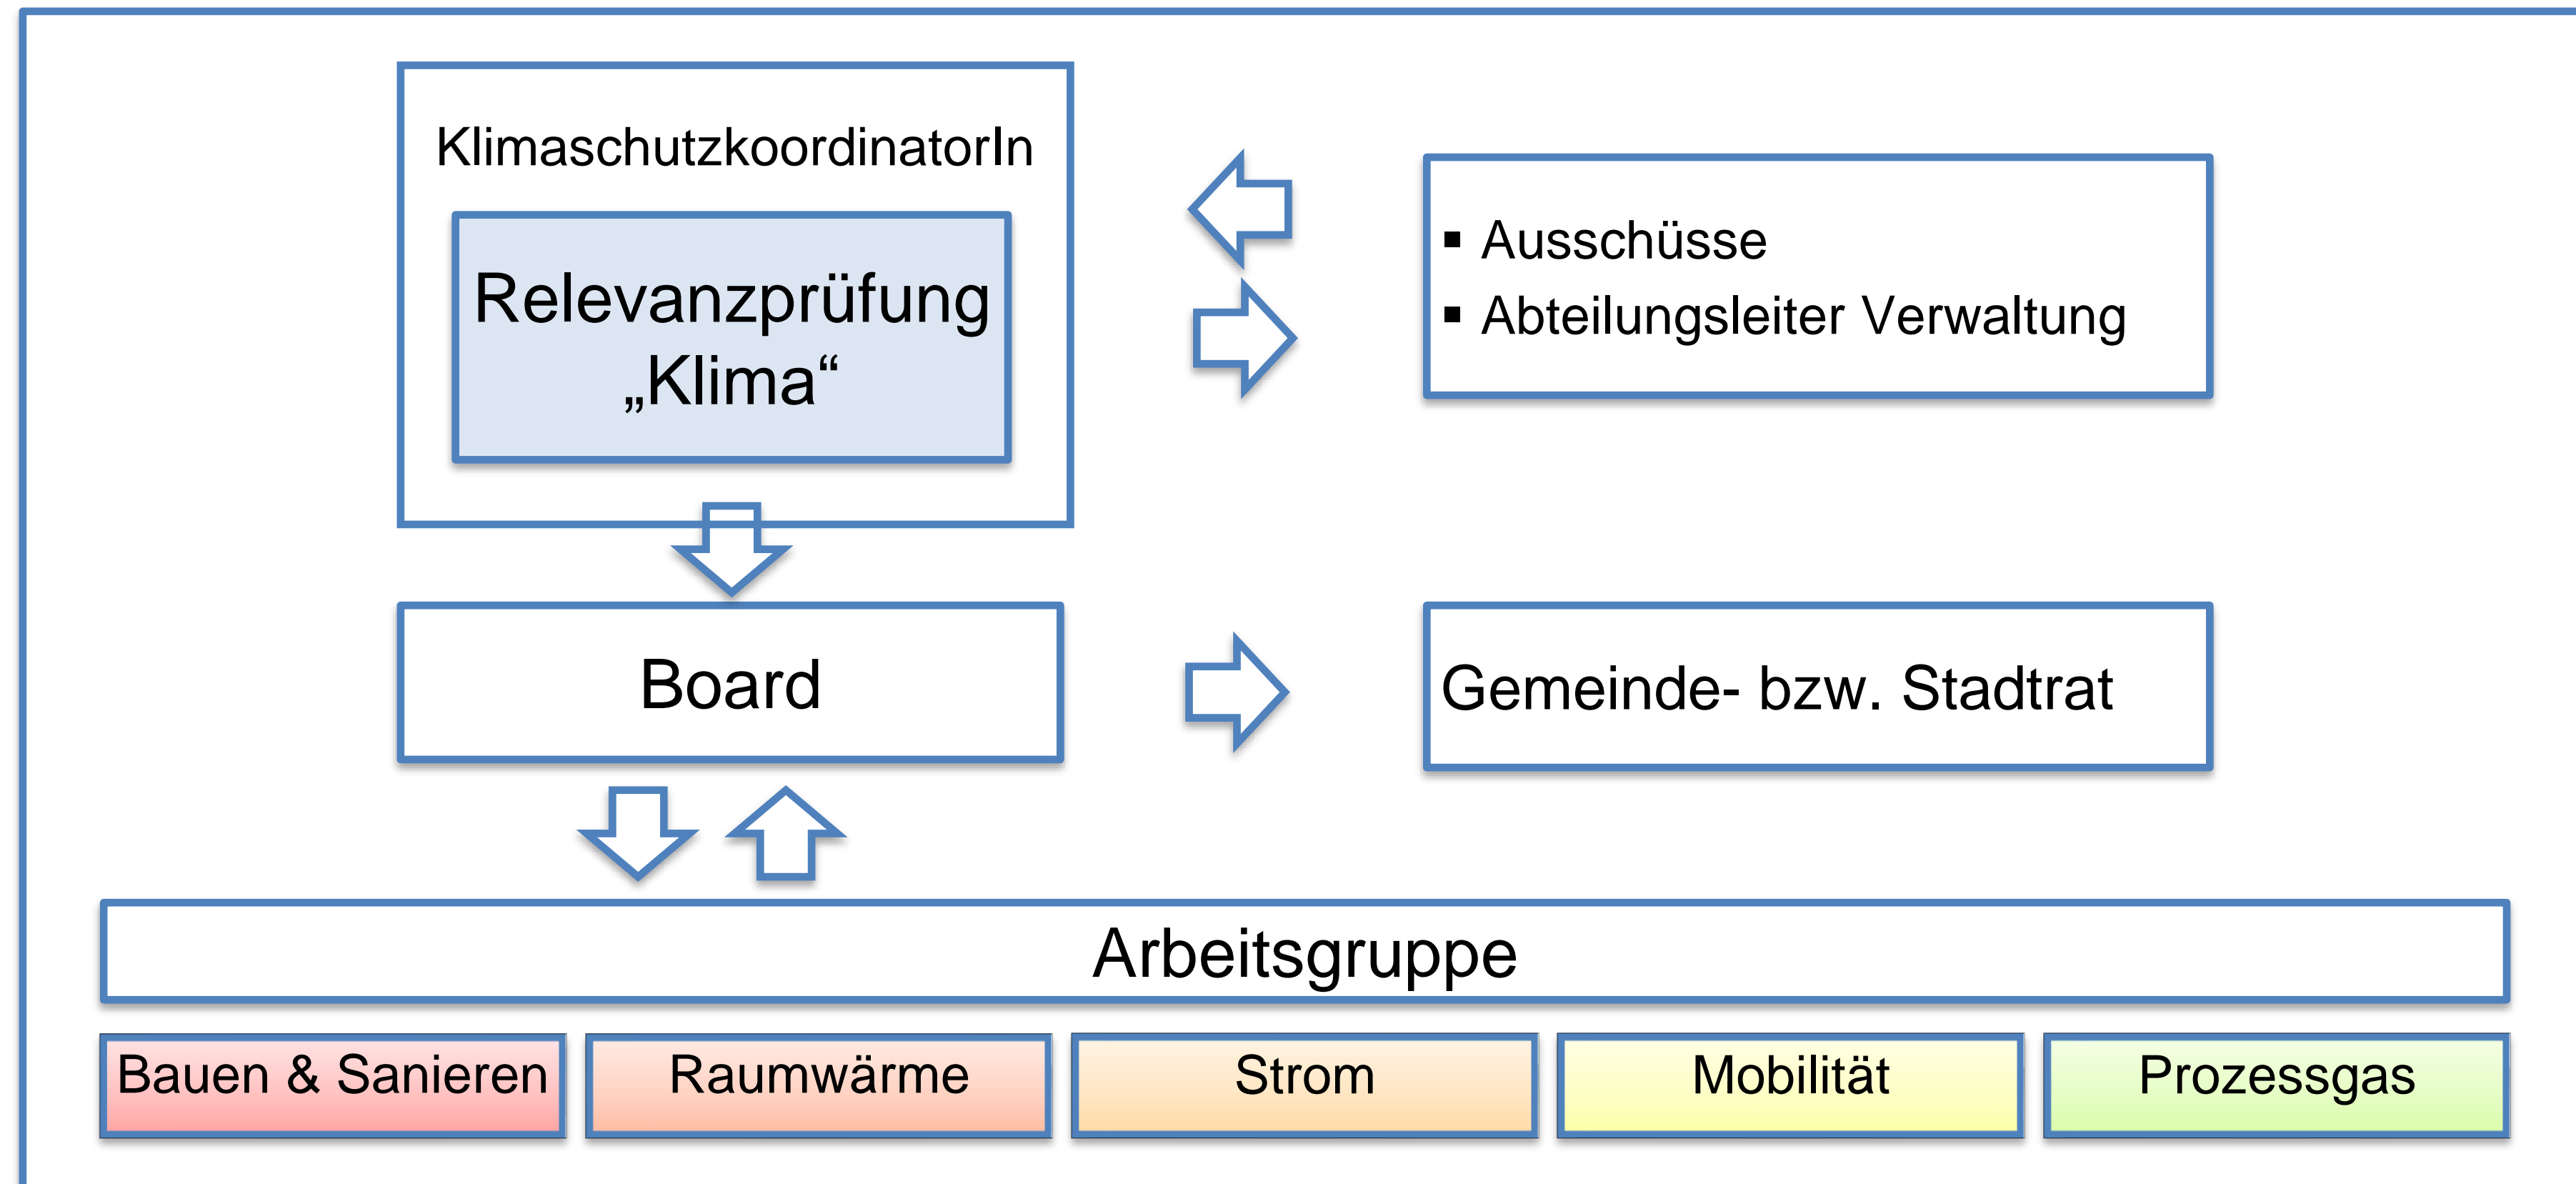 KlimaschutzkoordinatorIn
Relevanzprüfung
„Klima“
▪ Ausschüsse
▪ Abteilungsleiter Verwaltung
Board
Gemeinde- bzw. Stadtrat
Arbeitsgruppe
Bauen & Sanieren
Raumwärme
Strom
Mobilität
Prozessgas